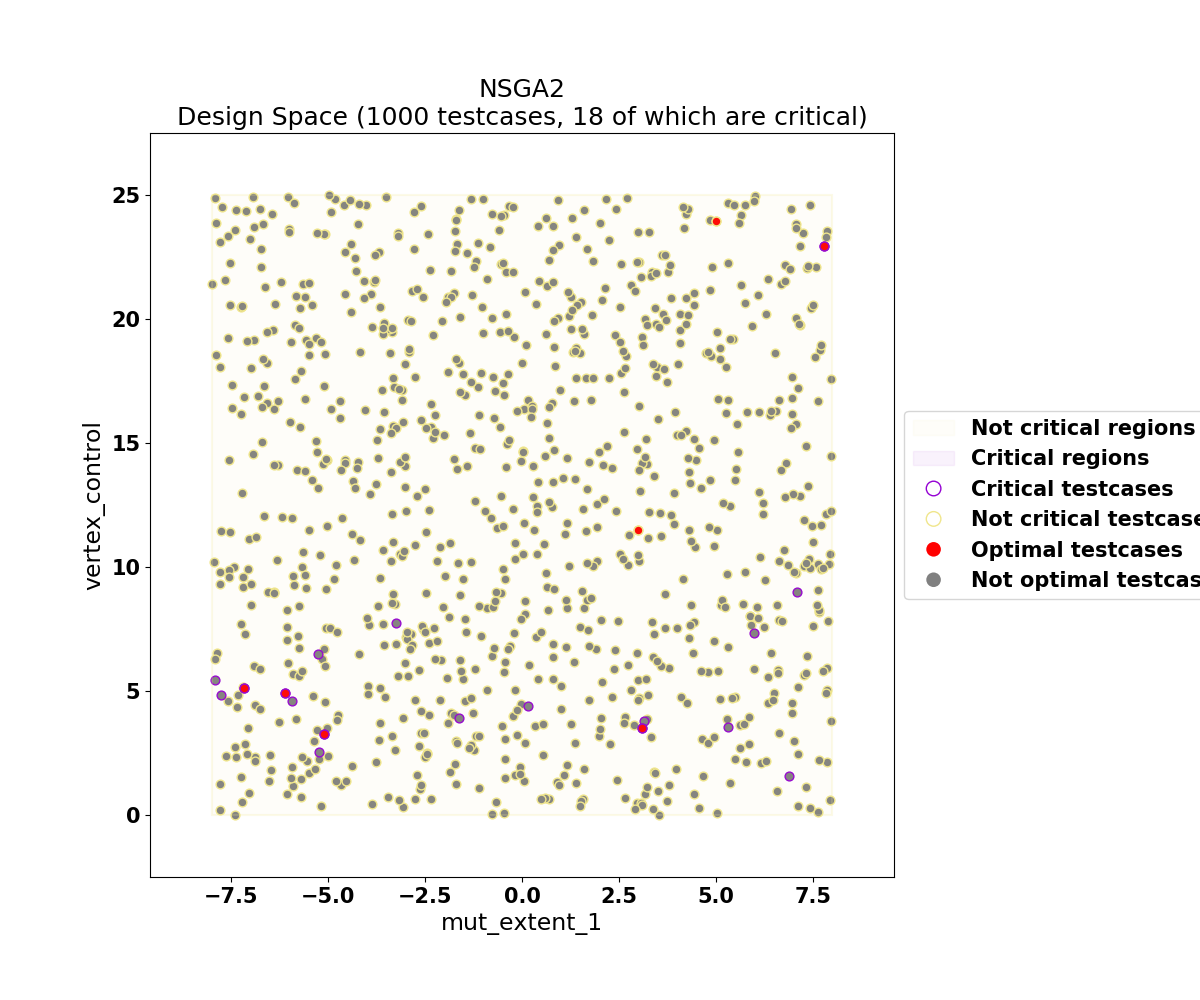 NSGA2
Design Space (1000 testcases, 18 of which are critical)
25
20
15
10
5
0
vertex_control
−7.5 −5.0 −2.5 0.0 2.5 5.0 7.5
mut_extent_1
Not critical regions
Critical regions
Critical testcases
Not critical testcase
Optimal testcases
Not optimal testcas